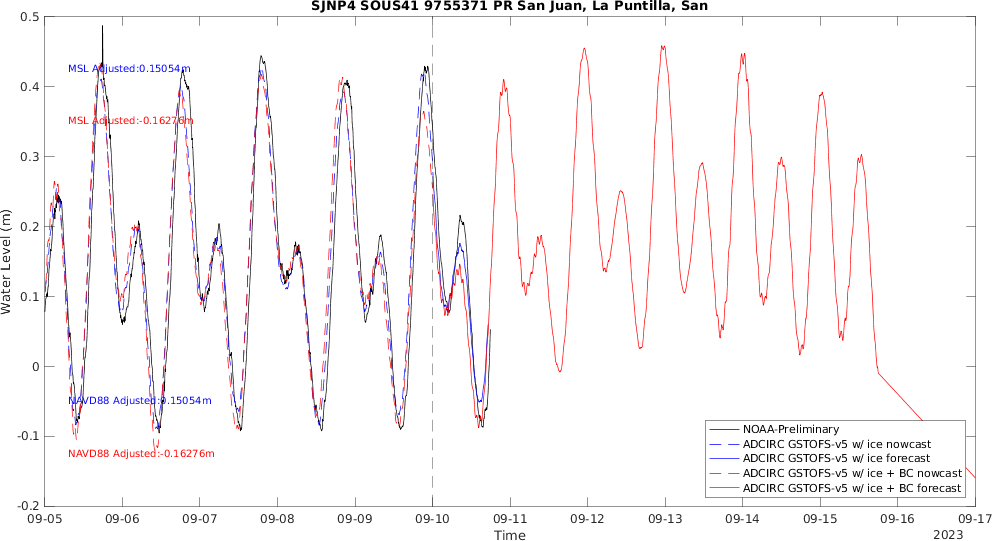 SJNP4 SOUS41 9755371 PR San Juan, La Puntilla, San
0.5
0.4
0.3
0.2
0.1
0
-0.1
-0.2
Water Level (m)
MSL Adjusted:0.15054m
MSL Adjusted:-0.16276m
NAVD88 Adjusted:0.15054m
NAVD88 Adjusted:-0.16276m
NOAA-Preliminary
ADCIRC GSTOFS-v5 w/ ice nowcast
ADCIRC GSTOFS-v5 w/ ice forecast
ADCIRC GSTOFS-v5 w/ ice + BC nowcast
ADCIRC GSTOFS-v5 w/ ice + BC forecast
09-05 09-06 09-07 09-08 09-09 09-10 09-11 09-12 09-13 09-14 09-15 09-16 09-17
Time
2023